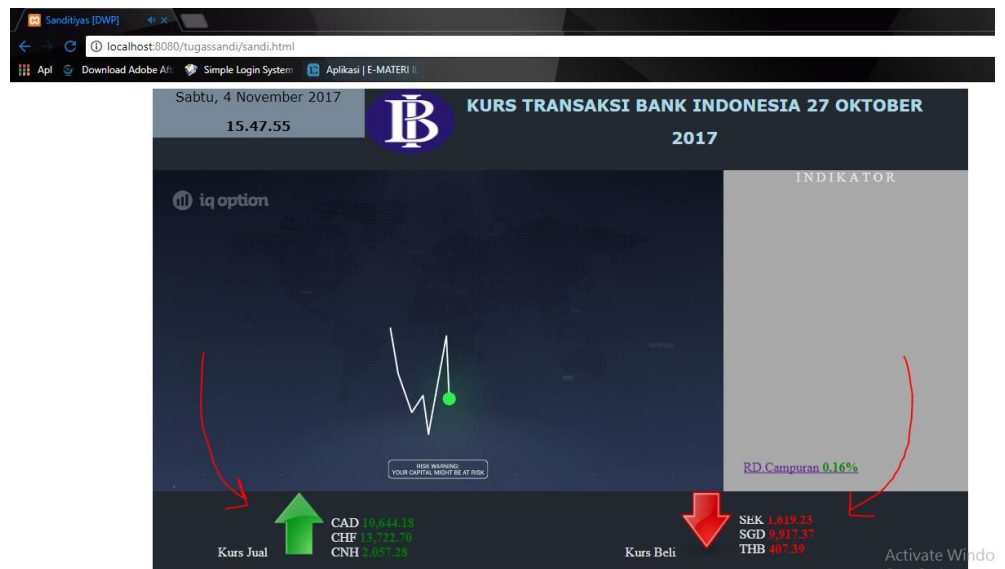 Sanditiyas [DWP]
localhost:8080/tugassandi/sandi.html
Apl
Download Adobe Aft
Simple Login System
Aplikasi | E-MATERI IL
Sabtu, 4 November 2017
15.47.55
KURS TRANSAKSI BANK INDONESIA 27 OKTOBER
2017
INDIKATOR
iq option
RISK WARNING:
YOUR CAPITAL MIGHT BE AT RISK
RD.Campuran 0.16%
Kurs Jual
CAD 10,644.18
CHF 13,722.70
CNH 2,057.28
Kurs Beli
SEK 1,619.23
SGD 9,917.37
THB 407.39
Activate Windo